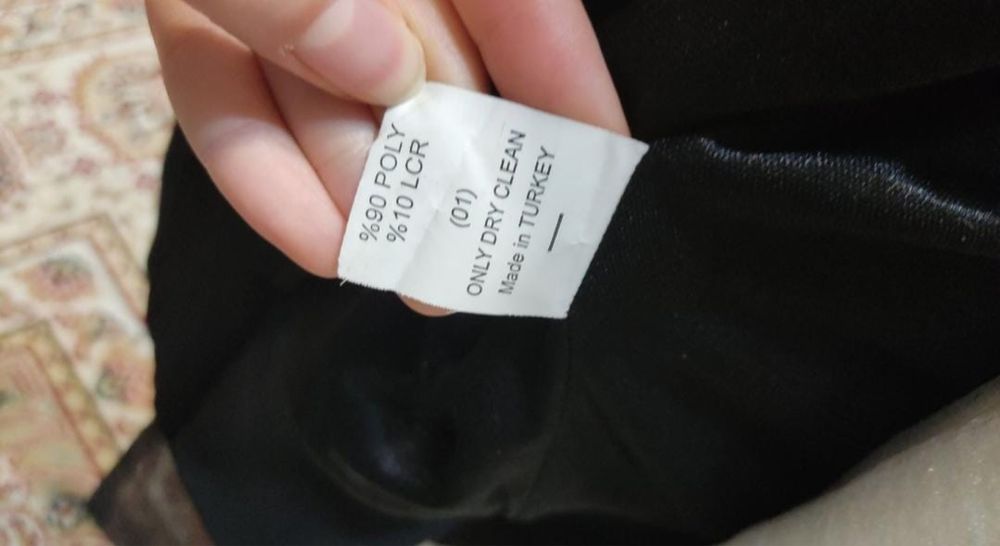 %90 POLY
%10 LCR
(01)
ONLY DRY CLEAN
Made in TURKEY